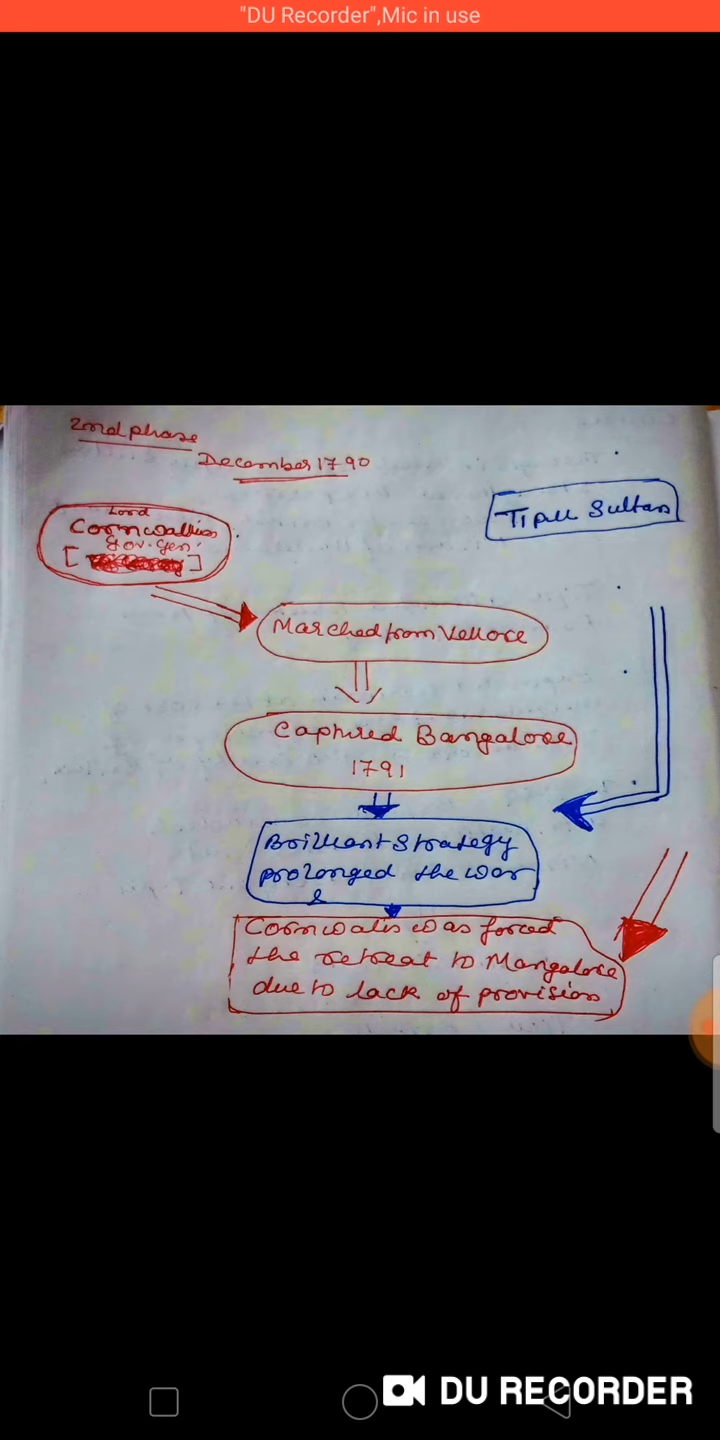 "DU Recorder",Mic in use
2nd phase
December 1790
Lord
Cornwallis
Gov. Gen.
[ ]
Tipu Sultan
Marched from Vellore
Captured Bangalore
1791
Brilliant Strategy
prolonged the war
&
Cornwalis was forced
the retreat to Mangalore
due to lack of provision
DU RECORDER